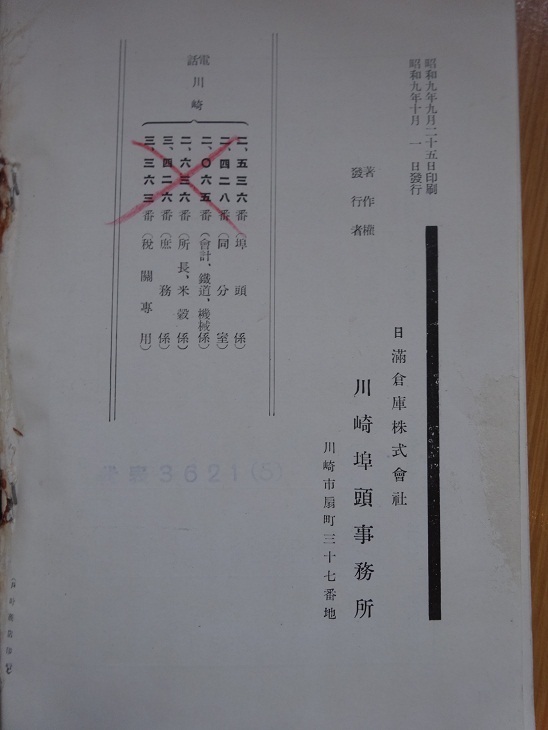 昭和九年九月二十五日印刷
昭和九年十月一日發行
著作權
發行者
日滿倉庫株式會社
川崎埠頭事務所
川崎市扇町三十七番地
電話川崎
二、五三六番(埠頭係)
二、四二八番(同分室)
二、〇六五番(會計、鐵道、機械係)
二、六三六番(所長、米穀係)
三、四二六番(庶務係)
三、三六三番(稅關專用)
3621(5)